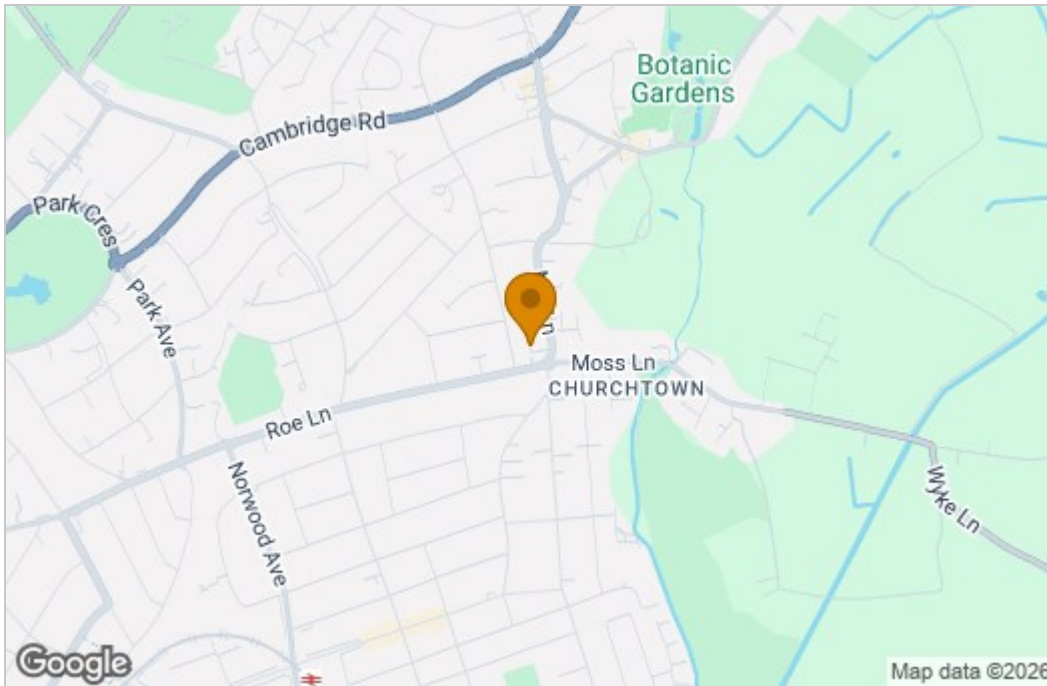 Botanic
Gardens
Cambridge Rd
Park Cres
Park Ave
Ln
Moss Ln
CHURCHTOWN
Roe Ln
Norwood Ave
Wyke Ln
Google
Map data ©2026